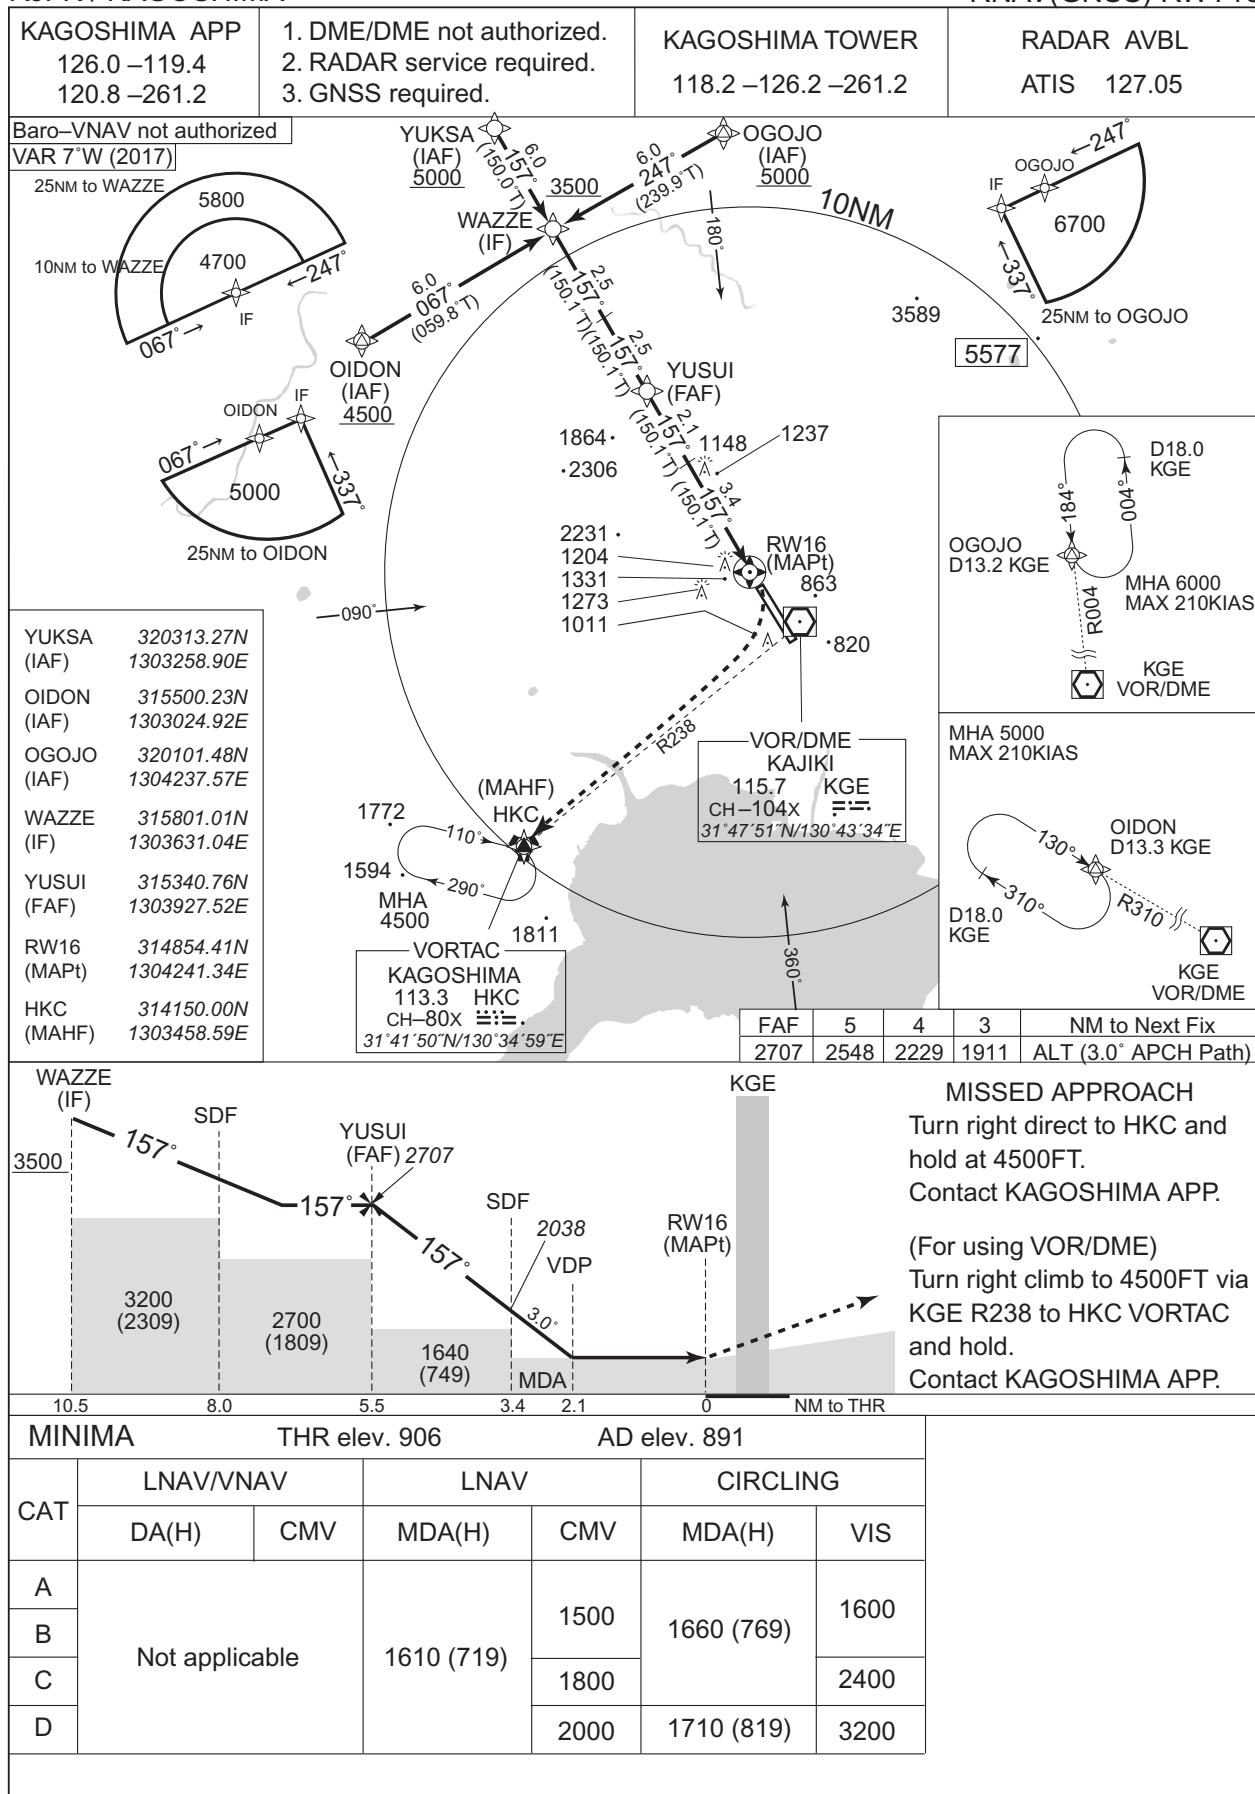 KAGOSHIMA APP
126.0 –119.4
120.8 –261.2
1. DME/DME not authorized.
2. RADAR service required.
3. GNSS required.
KAGOSHIMA TOWER
118.2 –126.2 –261.2
RADAR AVBL
ATIS 127.05
Baro–VNAV not authorized
VAR 7°W (2017)
25NM to WAZZE
5800
10NM to WAZZE
4700
←247°
IF
067°→
YUKSA
(IAF)
5000
6.0
157°
(150.0°T)
3500
OGOJO
(IAF)
5000
6.0
247°
(239.9°T)
WAZZE
(IF)
6.0
067°
(059.8°T)
OIDON
(IAF)
4500
180°
10NM
←247°
OGOJO
IF
6700
←337°
25NM to OGOJO
3589
5577
2.5
157°
(150.1°T)
2.5
157°
(150.1°T)
YUSUI
(FAF)
2.1
157°
(150.1°T)
3.4
157°
(150.1°T)
IF
OIDON
067°→
5000
←337°
25NM to OIDON
1864
2306
1148
1237
2231
1204
1331
1273
1011
RW16
(MAPt)
863
820
090°
D18.0
KGE
184°
004°
OGOJO
D13.2 KGE
MHA 6000
MAX 210KIAS
R004
KGE
VOR/DME
YUKSA 320313.27N
(IAF) 1303258.90E
OIDON 315500.23N
(IAF) 1303024.92E
OGOJO 320101.48N
(IAF) 1304237.57E
WAZZE 315801.01N
(IF) 1303631.04E
YUSUI 315340.76N
(FAF) 1303927.52E
RW16 314854.41N
(MAPt) 1304241.34E
HKC 314150.00N
(MAHF) 1303458.59E
R238
VOR/DME
KAJIKI
115.7 KGE
CH–104X
31°47´51˝N/130°43´34˝E
(MAHF)
HKC
1772
110°
1594
290°
MHA
4500
1811
VORTAC
KAGOSHIMA
113.3 HKC
CH–80X
31°41´50˝N/130°34´59˝E
360°
MHA 5000
MAX 210KIAS
130°
OIDON
D13.3 KGE
310°
D18.0
KGE
R310
KGE
VOR/DME
FAF 5 4 3 NM to Next Fix
2707 2548 2229 1911 ALT (3.0° APCH Path)
WAZZE
(IF)
3500
157°
SDF
YUSUI
(FAF) 2707
157°
SDF
157°
2038
VDP
3.0°
RW16
(MAPt)
KGE
3200
(2309)
2700
(1809)
1640
(749)
MDA
10.5 8.0 5.5 3.4 2.1 0 NM to THR
MISSED APPROACH
Turn right direct to HKC and
hold at 4500FT.
Contact KAGOSHIMA APP.
(For using VOR/DME)
Turn right climb to 4500FT via
KGE R238 to HKC VORTAC
and hold.
Contact KAGOSHIMA APP.
MINIMA THR elev. 906 AD elev. 891
CAT LNAV/VNAV LNAV CIRCLING
DA(H) CMV MDA(H) CMV MDA(H) VIS
A
B
C
D
Not applicable
1610 (719)
1500
1800
2000
1660 (769)
1710 (819)
1600
2400
3200